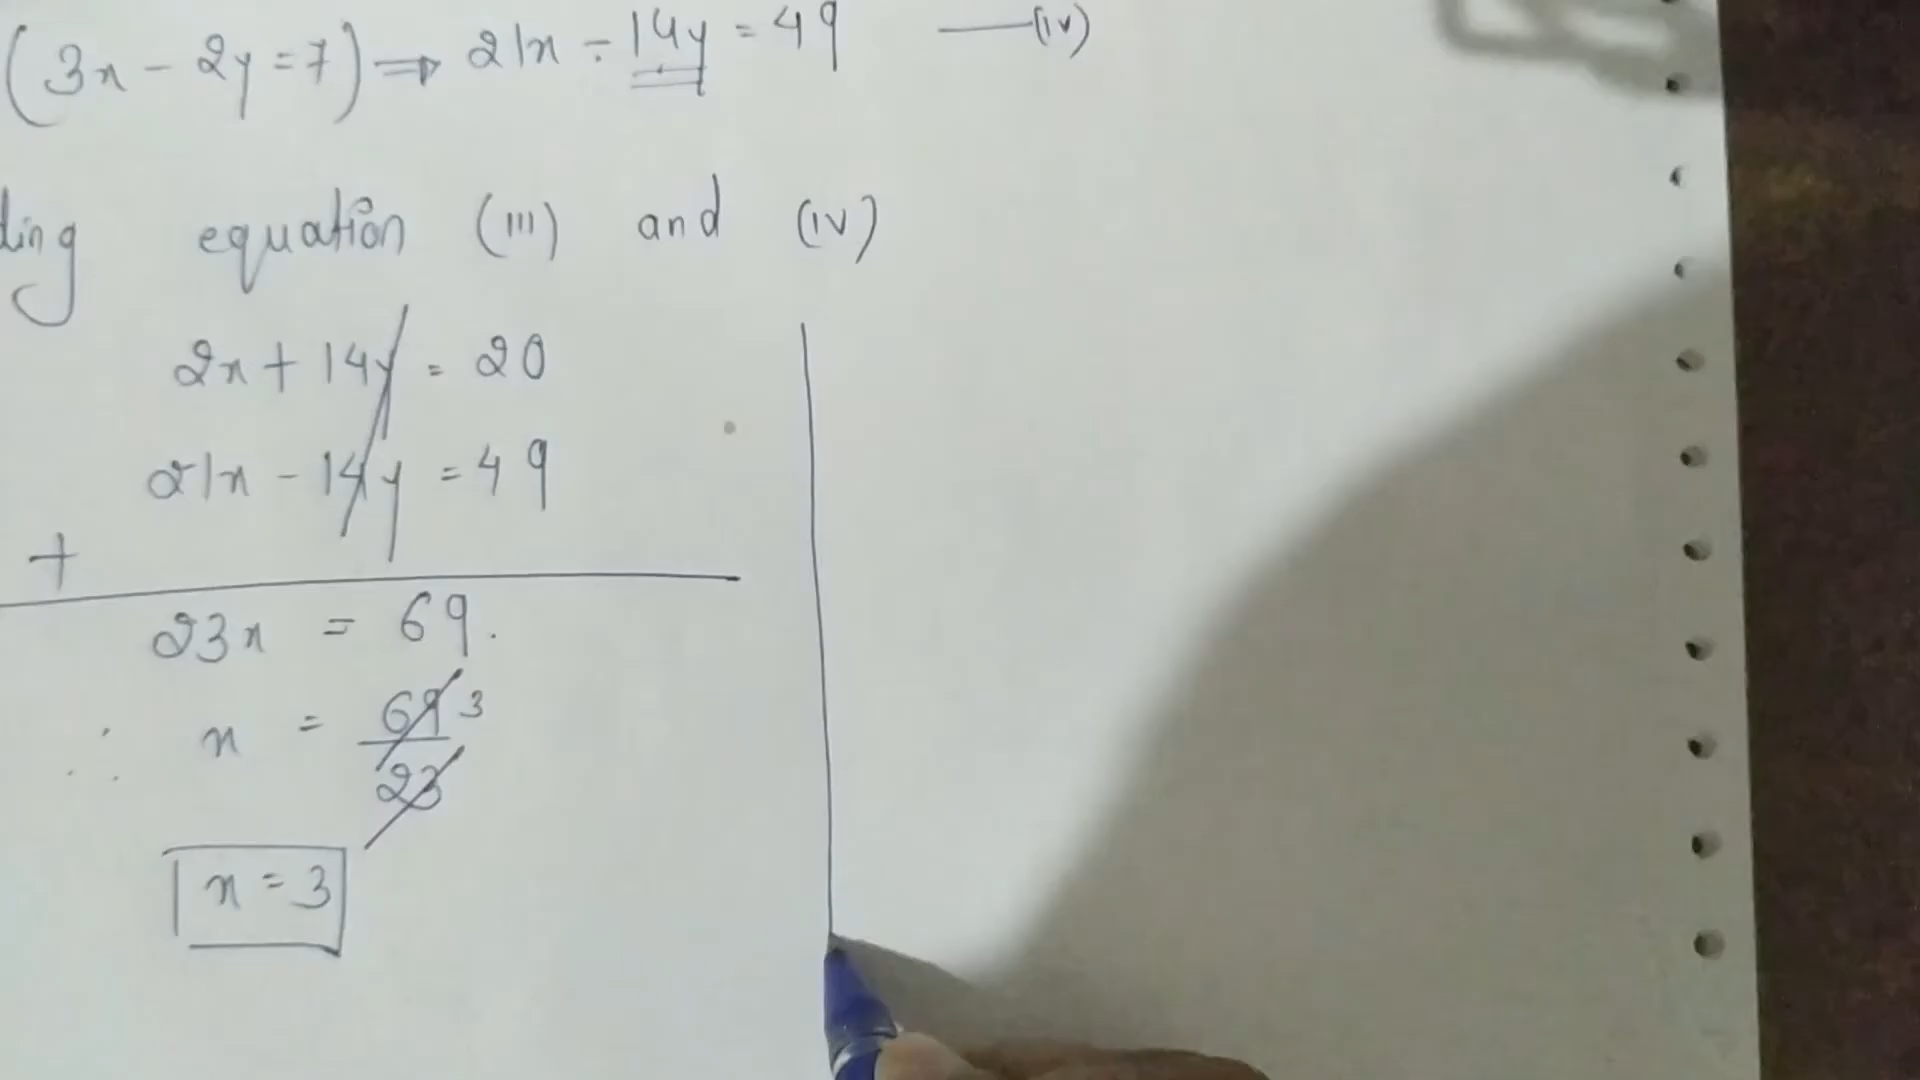 (3x - 2y = 7) ⇒ 21x - 14y = 49 —(iv)
ding equation (III) and (IV)
2x + 14y = 20
21x - 14y = 49
+
23x = 69.
∴ x = 69/23 3
x = 3